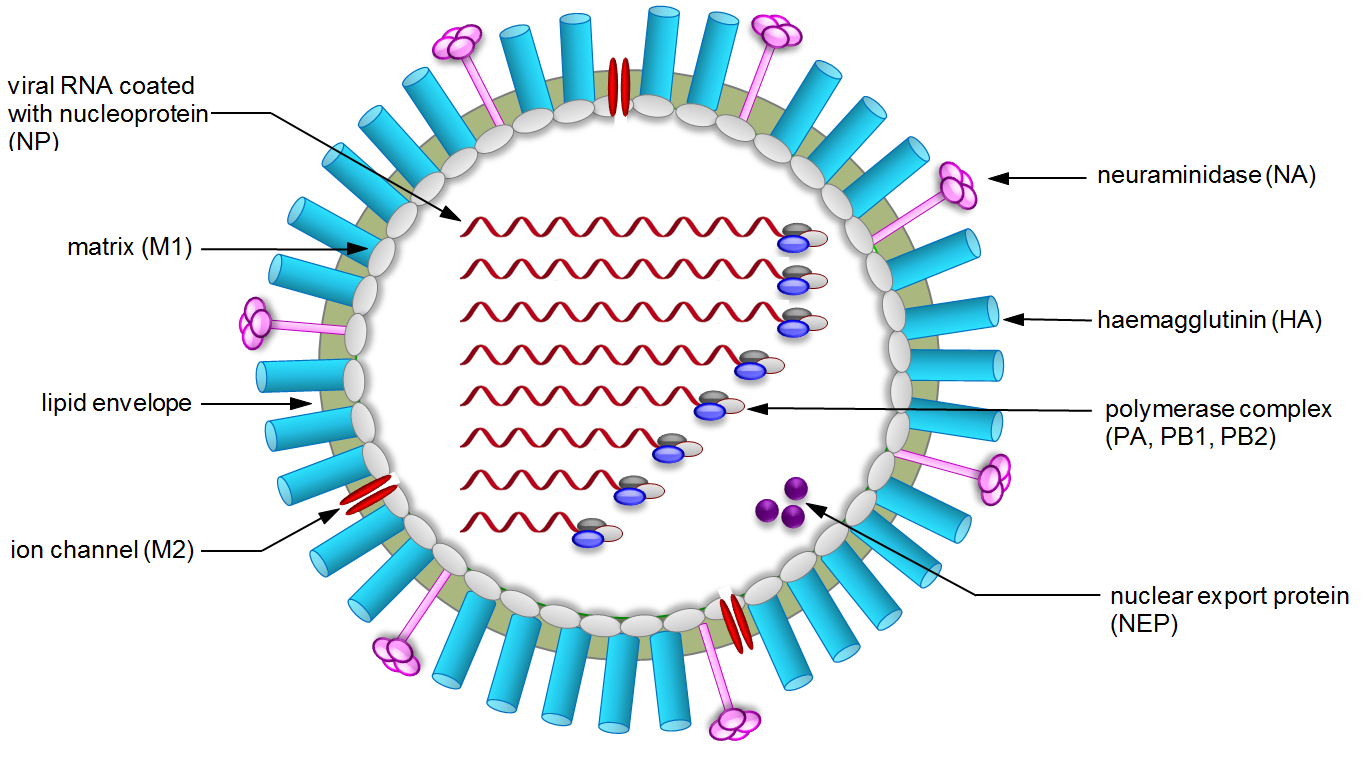 viral RNA coated
with nucleoprotein
(NP)
matrix (M1)
lipid envelope
ion channel (M2)
neuraminidase (NA)
haemagglutinin (HA)
polymerase complex
(PA, PB1, PB2)
nuclear export protein
(NEP)